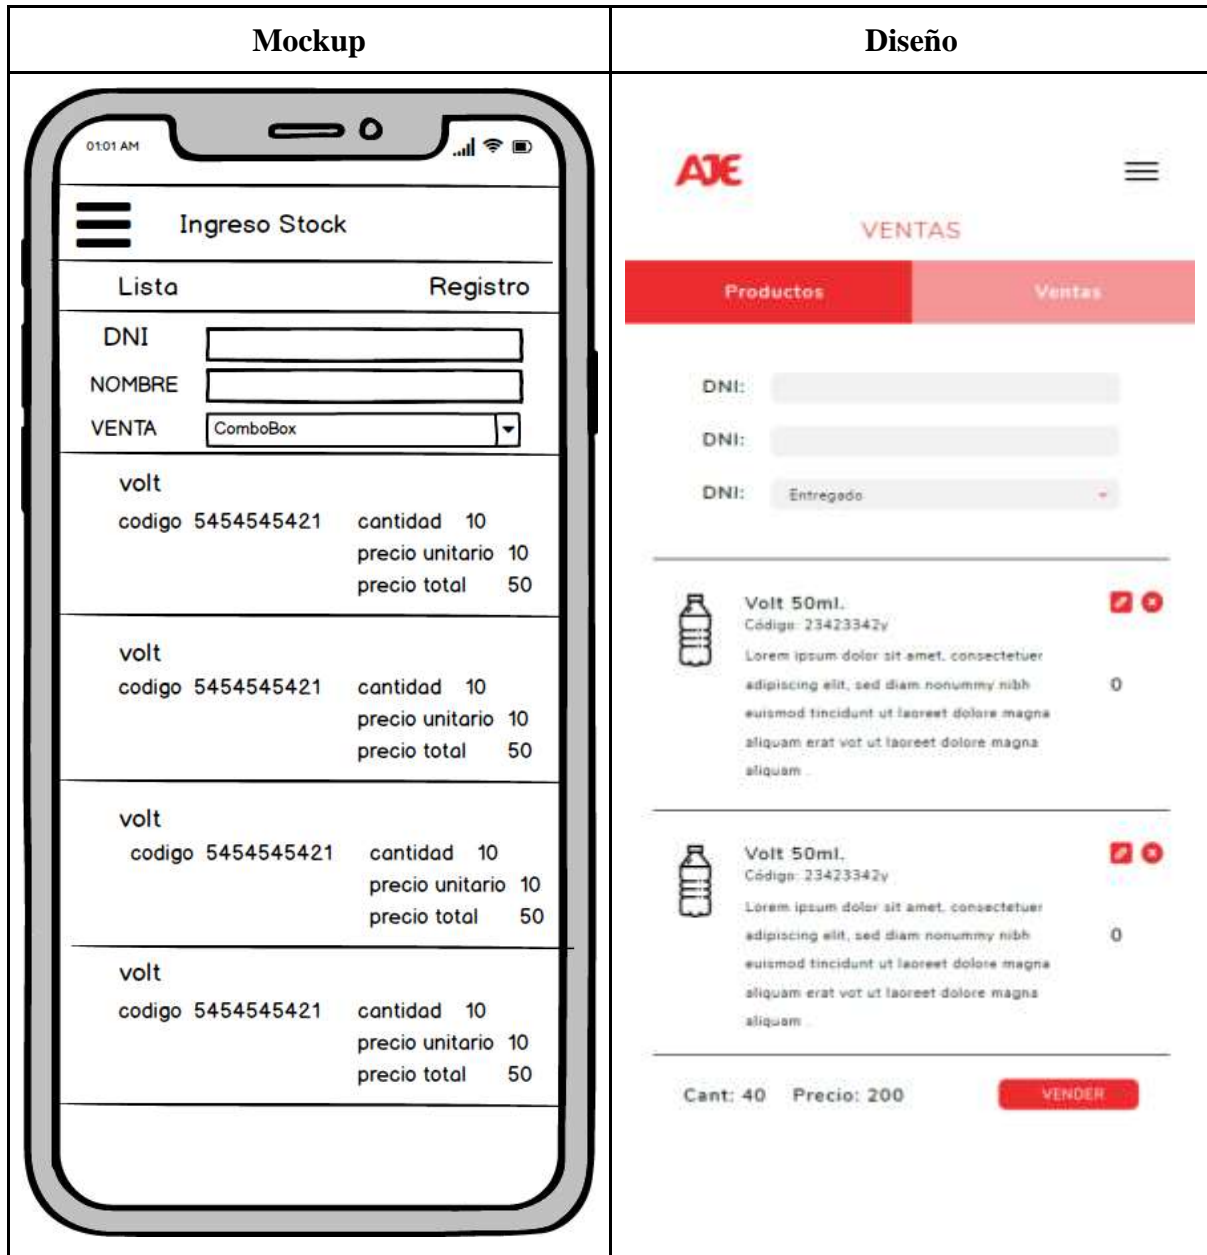 Mockup
Diseño
01:01 AM
Ingreso Stock
Lista Registro
DNI
NOMBRE
VENTA ComboBox
volt
codigo 5454545421 cantidad 10
precio unitario 10
precio total 50
volt
codigo 5454545421 cantidad 10
precio unitario 10
precio total 50
volt
codigo 5454545421 cantidad 10
precio unitario 10
precio total 50
volt
codigo 5454545421 cantidad 10
precio unitario 10
precio total 50
AJE
VENTAS
Productos Ventas
DNI:
DNI:
DNI: Entregado
Volt 50ml.
Código: 23423342y
Lorem ipsum dolor sit amet, consectetuer
adipiscing elit, sed diam nonummy nibh 0
euismod tincidunt ut laoreet dolore magna
aliquam erat vot ut laoreet dolore magna
aliquam .
Volt 50ml.
Código: 23423342y
Lorem ipsum dolor sit amet, consectetuer
adipiscing elit, sed diam nonummy nibh 0
euismod tincidunt ut laoreet dolore magna
aliquam erat vot ut laoreet dolore magna
aliquam .
Cant: 40 Precio: 200 VENDER